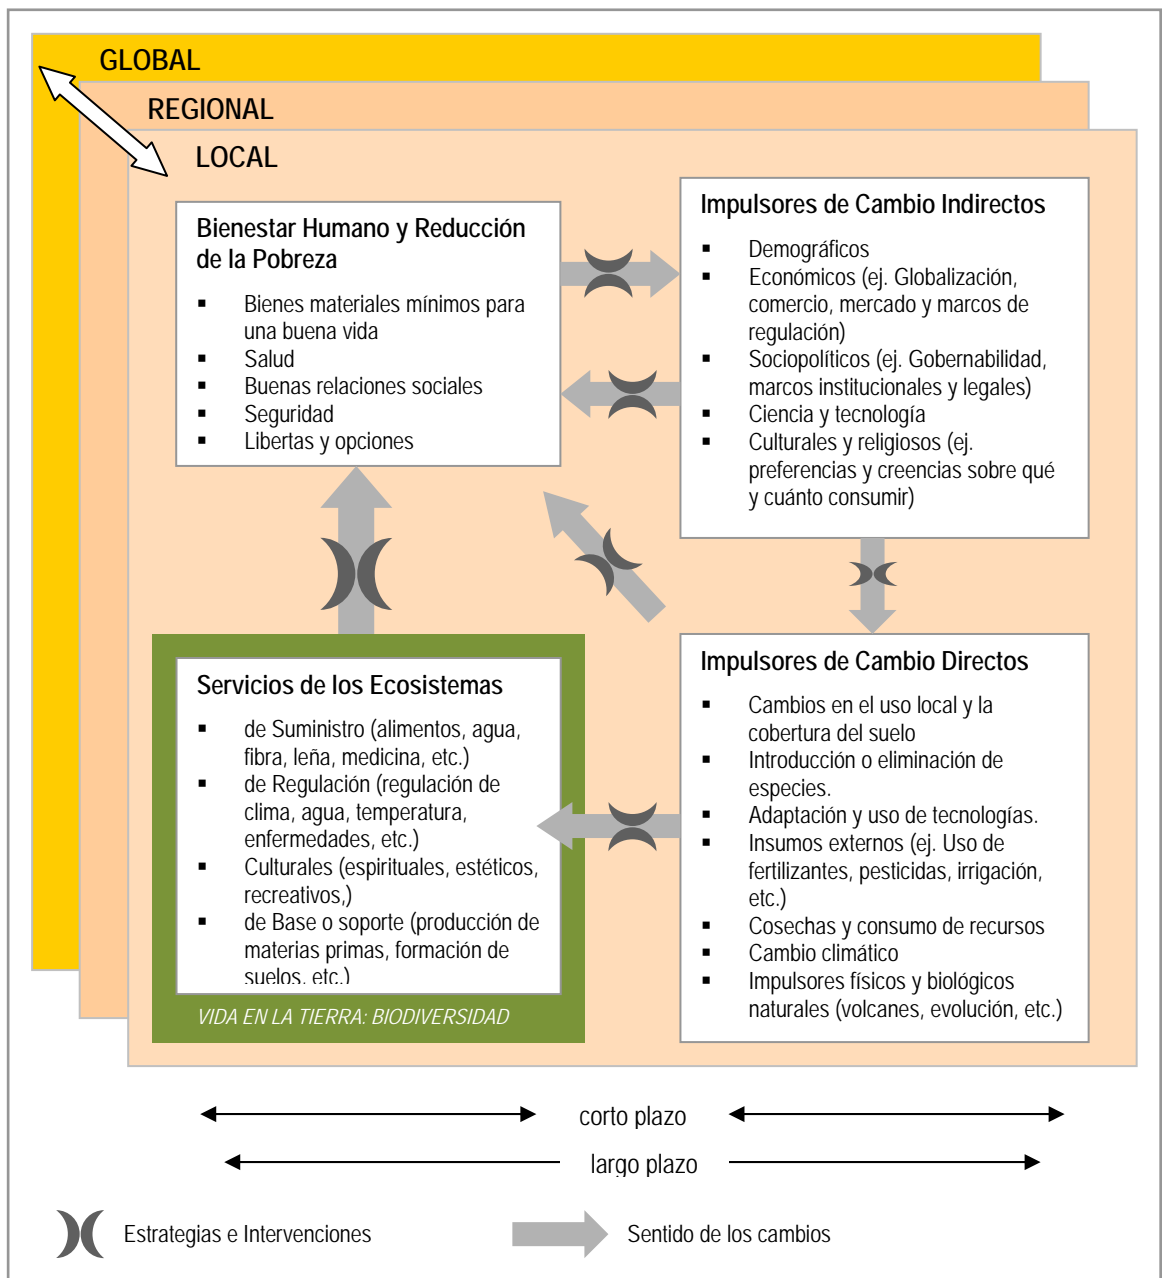 GLOBAL
REGIONAL
LOCAL
Bienestar Humano y Reducción
de la Pobreza
▪ Bienes materiales mínimos para
una buena vida
▪ Salud
▪ Buenas relaciones sociales
▪ Seguridad
▪ Libertas y opciones
Impulsores de Cambio Indirectos
▪ Demográficos
▪ Económicos (ej. Globalización,
comercio, mercado y marcos de
regulación)
▪ Sociopolíticos (ej. Gobernabilidad,
marcos institucionales y legales)
▪ Ciencia y tecnología
▪ Culturales y religiosos (ej.
preferencias y creencias sobre qué
y cuánto consumir)
Servicios de los Ecosistemas
▪ de Suministro (alimentos, agua,
fibra, leña, medicina, etc.)
▪ de Regulación (regulación de
clima, agua, temperatura,
enfermedades, etc.)
▪ Culturales (espirituales, estéticos,
recreativos,)
▪ de Base o soporte (producción de
materias primas, formación de
suelos, etc.)
VIDA EN LA TIERRA: BIODIVERSIDAD
Impulsores de Cambio Directos
▪ Cambios en el uso local y la
cobertura del suelo
▪ Introducción o eliminación de
especies.
▪ Adaptación y uso de tecnologías.
▪ Insumos externos (ej. Uso de
fertilizantes, pesticidas, irrigación,
etc.)
▪ Cosechas y consumo de recursos
▪ Cambio climático
▪ Impulsores físicos y biológicos
naturales (volcanes, evolución, etc.)
corto plazo
largo plazo
Estrategias e Intervenciones
Sentido de los cambios